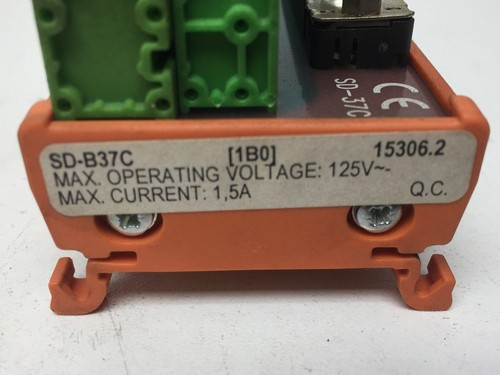 SD-37C CE
SD-B37C [1B0] 15306.2
MAX. OPERATING VOLTAGE: 125V~-
MAX. CURRENT: 1,5A Q.C.